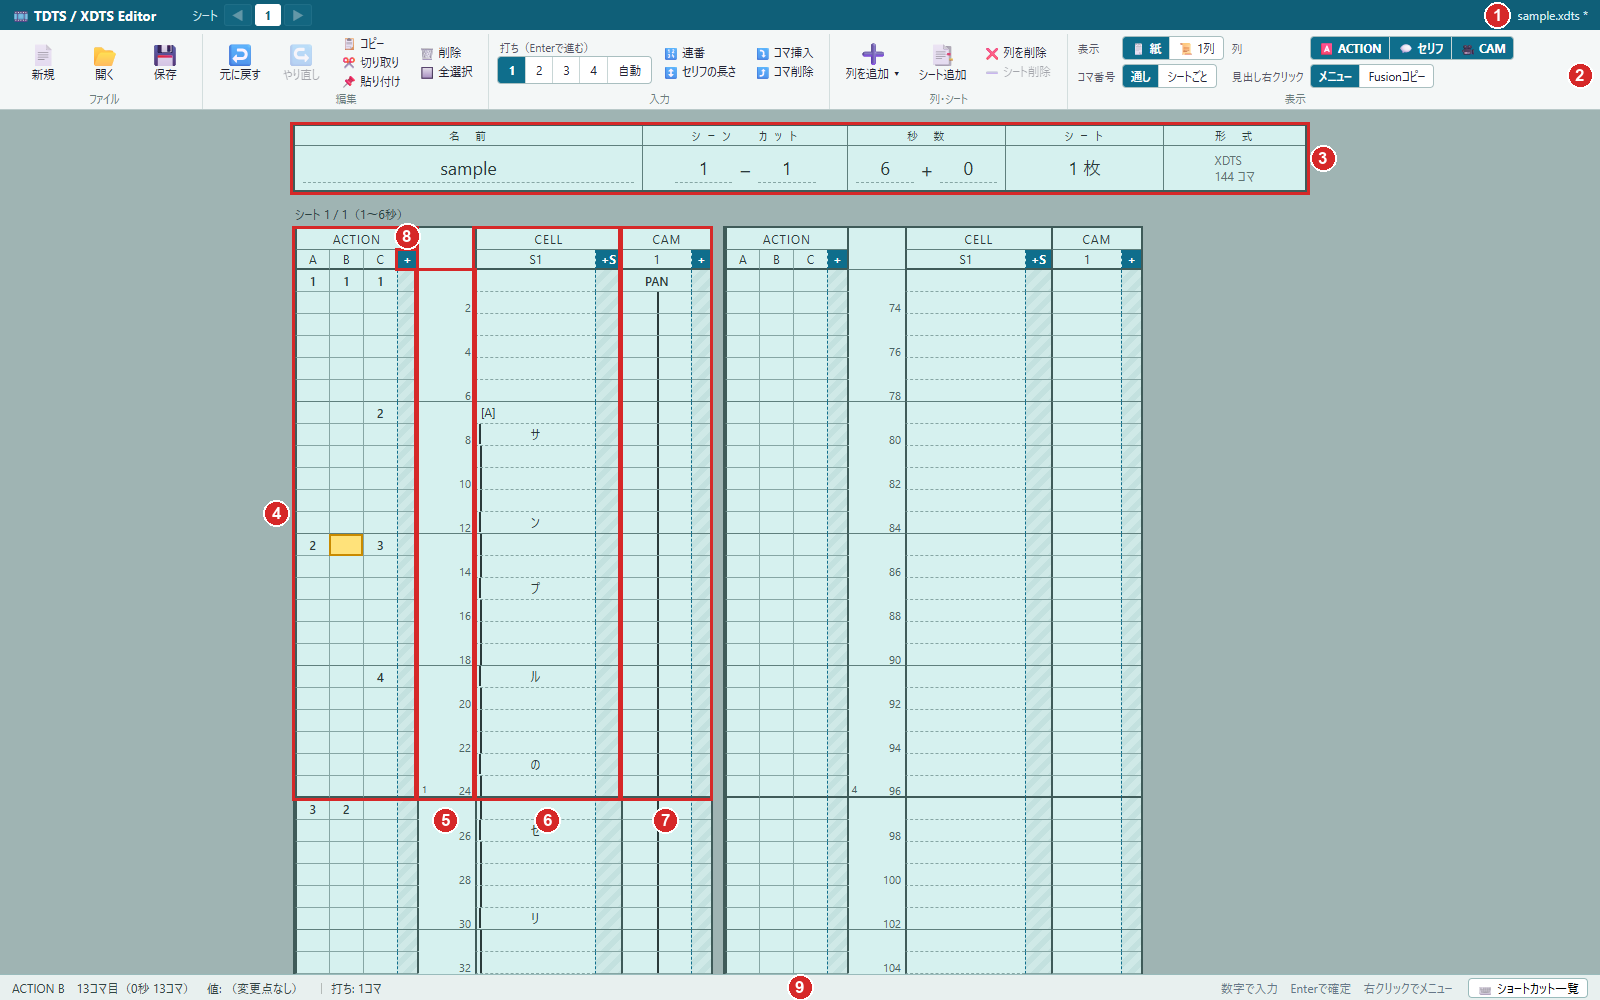 TDTS / XDTS Editor シート ◀ 1 ▶ 1 sample.xdts *
新規 開く 保存
ファイル
元に戻す やり直し コピー 切り取り 貼り付け 削除 全選択
編集
打ち（Enterで進む）
1 2 3 4 自動
連番 セリフの長さ コマ挿入 コマ削除
入力
列を追加 ▾ シート追加 列を削除 シート削除
列・シート
表示 紙 1列 列 ACTION セリフ CAM
コマ番号 通し シートごと 見出し右クリック メニュー Fusionコピー 2
表示
名 前 シーン カット 秒 数 シート 形 式
sample 1 – 1 6 + 0 1 枚 XDTS
144 コマ
3
シート 1 / 1（1～6秒）
ACTION 8 CELL CAM ACTION CELL CAM
A B C + S1 +S 1 + A B C + S1 +S 1 +
1 1 1 PAN
2 74
4 76
6 78
2 [A]
8 サ 80
10 82
4
12 ン 84
2 3
14 プ 86
16 88
18 90
4 ル
20 92
22 94
の
1 24 4 96
3 2
5 6 7
26 セ 98
28 100
30 リ 102
32 104
ACTION B 13コマ目（0秒 13コマ） 値: （変更点なし） | 打ち: 1コマ 9 数字で入力 Enterで確定 右クリックでメニュー ショートカット一覧